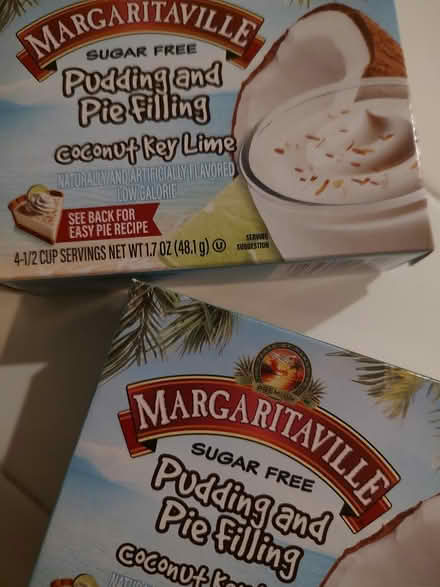 MARGARITAVILLE
SUGAR FREE
Pudding and
Pie Filling
Coconut Key Lime
NATURALLY AND ARTIFICIALLY FLAVORED
LOW CALORIE
SEE BACK FOR
EASY PIE RECIPE
SERVING
SUGGESTION
4-1/2 CUP SERVINGS NET WT 1.7 OZ (48.1 g) U
MARGARITAVILLE
SUGAR FREE
Pudding and
Pie Filling
Coconut